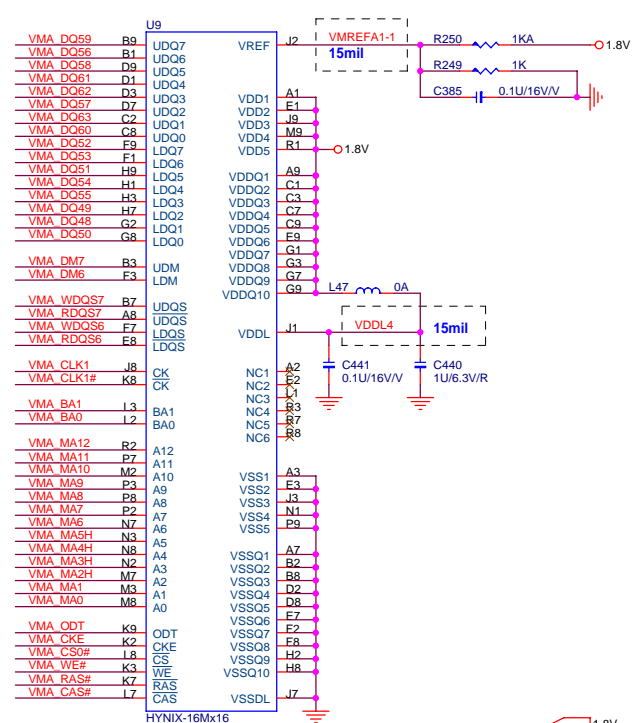 U9
VMA_DQ59 B9 UDQ7 VREF J2 VMREFA1-1 R250 1KA 1.8V
VMA_DQ56 B1 UDQ6 15mil
VMA_DQ58 D9 UDQ5 R249 1K
VMA_DQ61 D1 UDQ4
VMA_DQ62 D3 UDQ3 VDD1 A1 C385 0.1U/16V/V
VMA_DQ57 D7 UDQ2 VDD2 E1
VMA_DQ63 C2 UDQ1 VDD3 J9
VMA_DQ60 C8 UDQ0 VDD4 M9
VMA_DQ52 F9 LDQ7 VDD5 R1 1.8V
VMA_DQ53 F1 LDQ6
VMA_DQ51 H9 LDQ5 VDDQ1 A9
VMA_DQ54 H1 LDQ4 VDDQ2 C1
VMA_DQ55 H3 LDQ3 VDDQ3 C3
VMA_DQ49 H7 LDQ2 VDDQ4 C7
VMA_DQ48 G2 LDQ1 VDDQ5 C9
VMA_DQ50 G8 LDQ0 VDDQ6 E9
VDDQ7 G1
VMA_DM7 B3 UDM VDDQ8 G3
VMA_DM6 F3 LDM VDDQ9 G7
VDDQ10 G9 L47 0A
VMA_WDQS7 B7 UDQS
VMA_RDQS7 A8 UDQS
VMA_WDQS6 F7 LDQS VDDL J1 VDDL4 15mil
VMA_RDQS6 E8 LDQS
VMA_CLK1 J8 CK NC1 A2 C441 C440
VMA_CLK1# K8 CK NC2 E2 0.1U/16V/V 1U/6.3V/R
NC3 L1
VMA_BA1 L3 BA1 NC4 R3
VMA_BA0 L2 BA0 NC5 R7
NC6 R8
VMA_MA12 R2 A12
VMA_MA11 P7 A11
VMA_MA10 M2 A10 VSS1 A3
VMA_MA9 P3 A9 VSS2 E3
VMA_MA8 P8 A8 VSS3 J3
VMA_MA7 P2 A7 VSS4 N1
VMA_MA6 N7 A6 VSS5 P9
VMA_MA5H N3 A5
VMA_MA4H N8 A4 VSSQ1 A7
VMA_MA3H N2 A3 VSSQ2 B2
VMA_MA2H M7 A2 VSSQ3 B8
VMA_MA1 M3 A1 VSSQ4 D2
VMA_MA0 M8 A0 VSSQ5 D8
VSSQ6 E7
VMA_ODT K9 ODT VSSQ7 F2
VMA_CKE K2 CKE VSSQ8 F8
VMA_CS0# L8 CS VSSQ9 H2
VMA_WE# K3 WE VSSQ10 H8
VMA_RAS# K7 RAS
VMA_CAS# L7 CAS VSSDL J7
HYNIX-16Mx16
1.8V